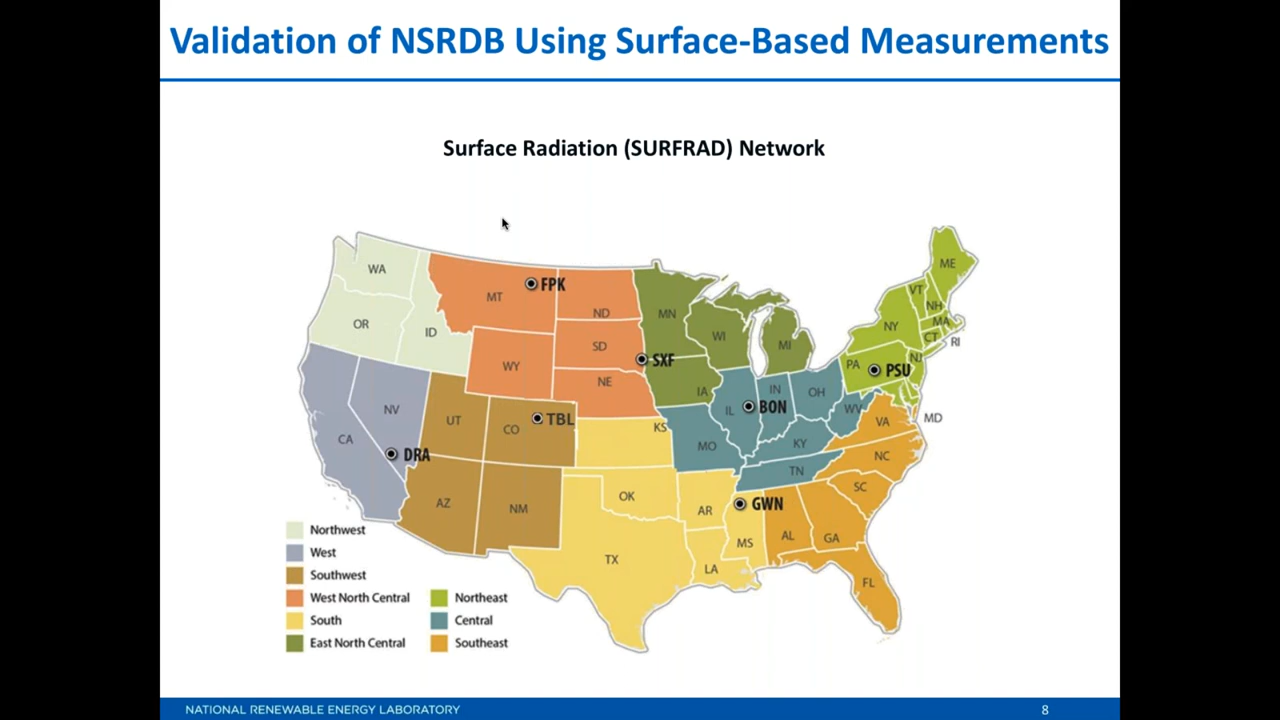 Validation of NSRDB Using Surface-Based Measurements
Surface Radiation (SURFRAD) Network
WA
MT
FPK
ND
MN
ME
VT
NH
OR
ID
SD
WI
MI
NY
MA
CT
RI
WY
SXF
PA
PSU
NJ
NE
IA
NV
UT
CO
TBL
KS
IL
BON
IN
OH
WV
MD
CA
DRA
MO
KY
VA
AZ
NM
OK
AR
TN
NC
GWN
SC
TX
LA
MS
AL
GA
FL
Northwest
West
Southwest
West North Central
South
East North Central
Northeast
Central
Southeast
NATIONAL RENEWABLE ENERGY LABORATORY
8